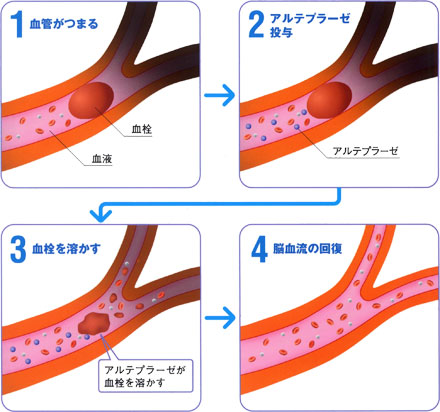 1 血管がつまる
血栓
血液
2 アルテプラーゼ
投与
アルテプラーゼ
3 血栓を溶かす
アルテプラーゼが
血栓を溶かす
4 脳血流の回復